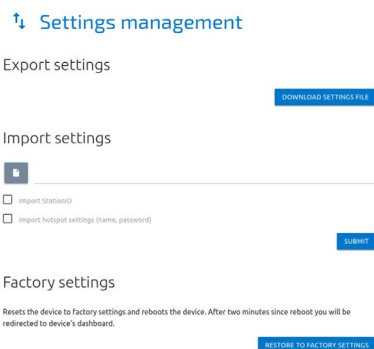 Settings management
Export settings
DOWNLOAD SETTINGS FILE
Import settings
Import StationID
Import hotspot settings (name, password)
SUBMIT
Factory settings
Resets the device to factory settings and reboots the device. After two minutes since reboot you will be
redirected to device's dashboard.
RESTORE TO FACTORY SETTINGS